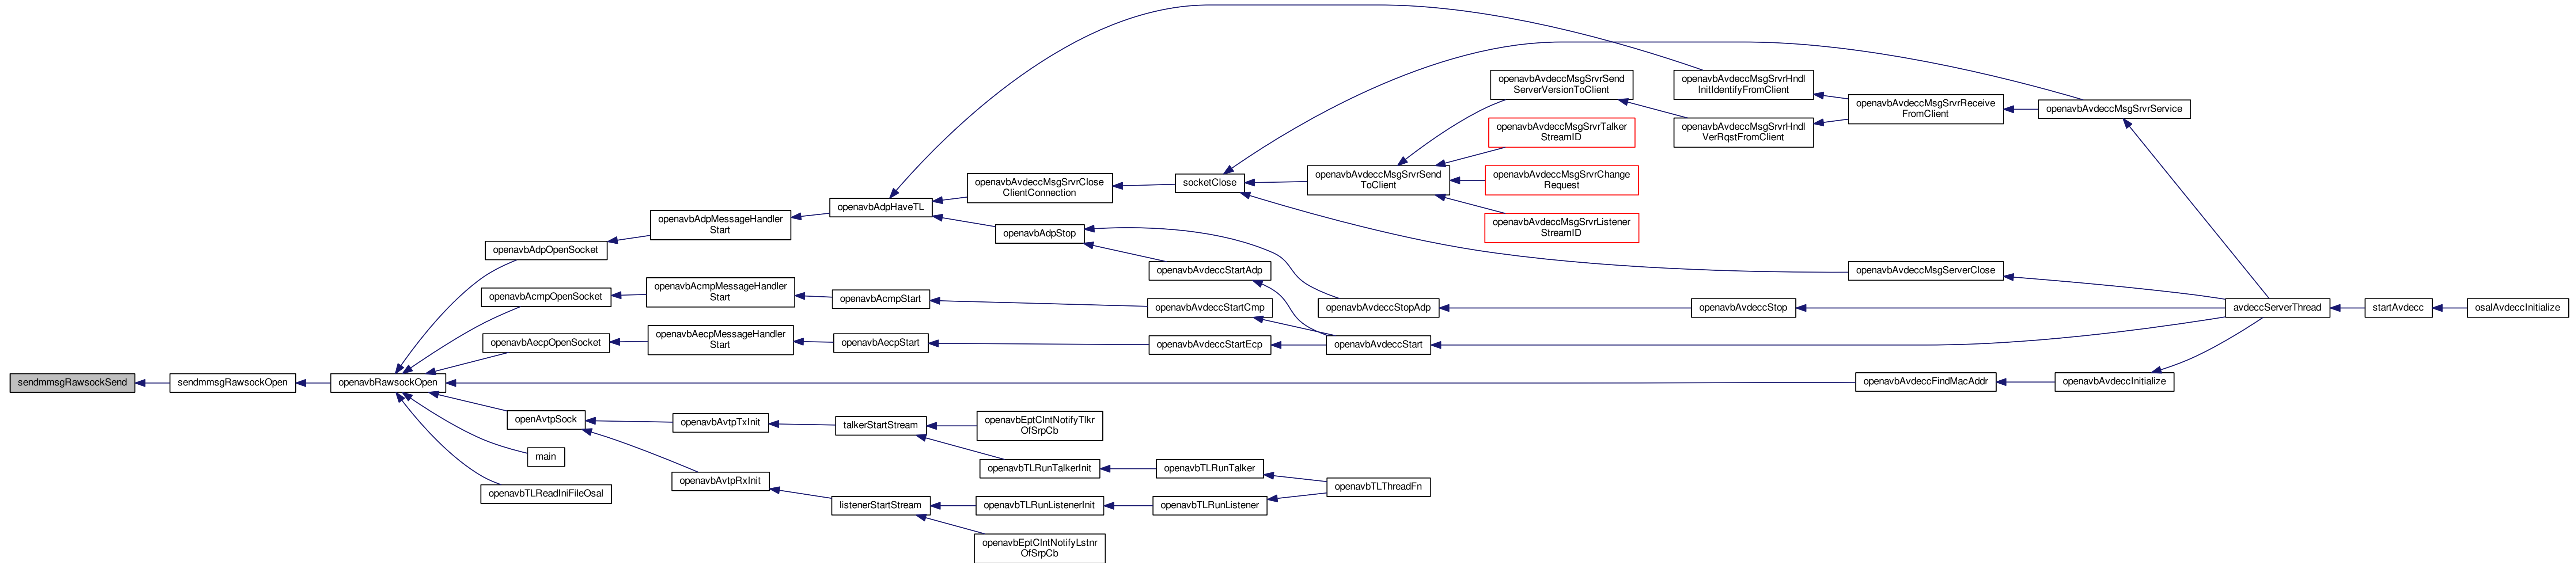 sendmmsgRawsockSend
sendmmsgRawsockOpen
openavbRawsockOpen
openavbAdpOpenSocket
openavbAdpMessageHandler
Start
openavbAdpHaveTL
openavbAvdeccMsgSrvrClose
ClientConnection
socketClose
openavbAvdeccMsgSrvrSend
ToClient
openavbAvdeccMsgSrvrSend
ServerVersionToClient
openavbAvdeccMsgSrvrTalker
StreamID
openavbAvdeccMsgSrvrChange
Request
openavbAvdeccMsgSrvrListener
StreamID
openavbAvdeccMsgSrvrHndl
InitIdentifyFromClient
openavbAvdeccMsgSrvrHndl
VerRqstFromClient
openavbAvdeccMsgSrvrReceive
FromClient
openavbAvdeccMsgSrvrService
openavbAdpStop
openavbAvdeccStartAdp
openavbAvdeccMsgServerClose
openavbAcmpOpenSocket
openavbAcmpMessageHandler
Start
openavbAcmpStart
openavbAvdeccStartCmp
openavbAvdeccStopAdp
openavbAvdeccStop
avdeccServerThread
startAvdecc
osalAvdeccInitialize
openavbAecpOpenSocket
openavbAecpMessageHandler
Start
openavbAecpStart
openavbAvdeccStartEcp
openavbAvdeccStart
openavbAvdeccFindMacAddr
openavbAvdeccInitialize
openAvtpSock
openavbAvtpTxInit
talkerStartStream
openavbEptClntNotifyTlkr
OfSrpCb
main
openavbTLRunTalkerInit
openavbTLRunTalker
openavbAvtpRxInit
openavbTLThreadFn
openavbTLReadIniFileOsal
listenerStartStream
openavbTLRunListenerInit
openavbTLRunListener
openavbEptClntNotifyLstnr
OfSrpCb